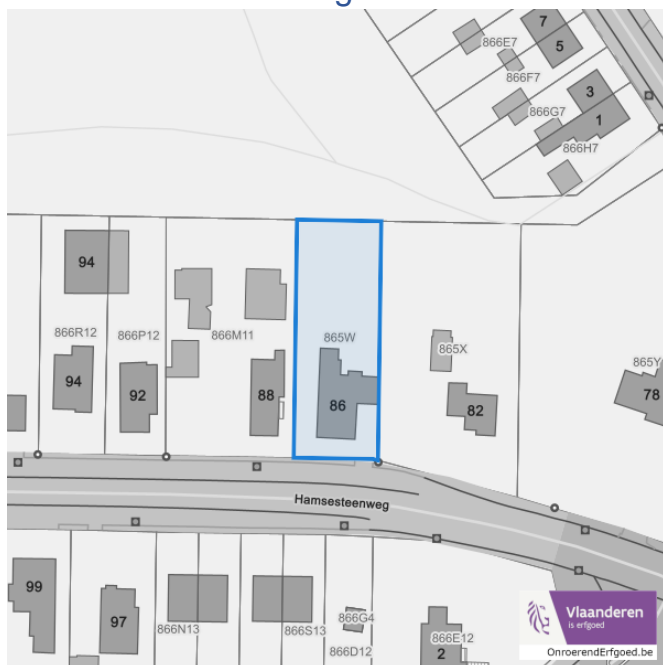 7
5
866E7
866F7
3
866G7
1
866H7
94
866R12
866P12
866M11
865W
865X
865Y
94
92
88
86
82
78
Hamsesteenweg
99
97
866N13
866S13
866G4
866D12
866E12
2
Vlaanderen
is erfgoed
OnroerendErfgoed.be